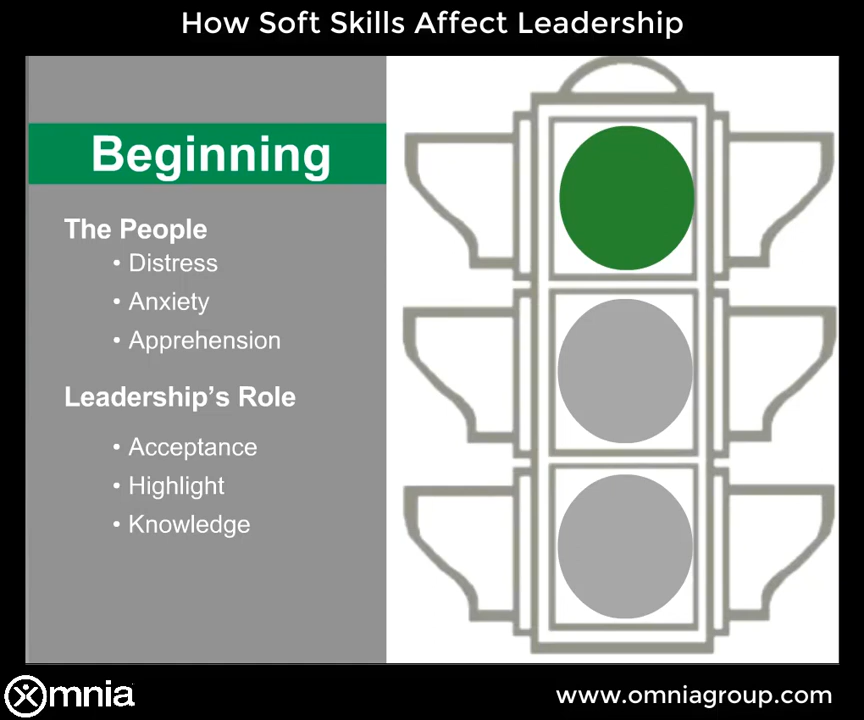 How Soft Skills Affect Leadership
Beginning
The People
• Distress
• Anxiety
• Apprehension
Leadership's Role
• Acceptance
• Highlight
• Knowledge
Omnia
www.omniagroup.com